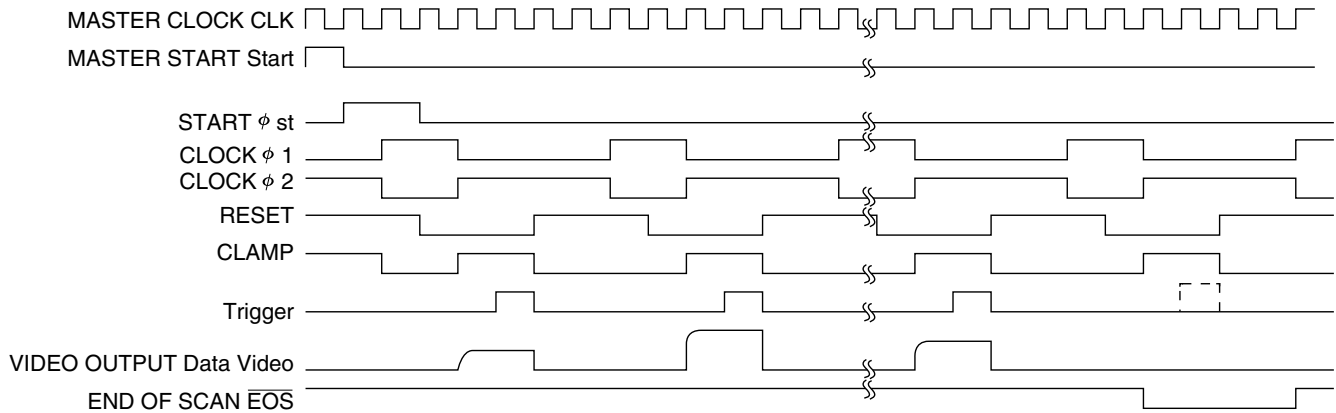 MASTER CLOCK CLK
MASTER START Start
START φ st
CLOCK φ 1
CLOCK φ 2
RESET
CLAMP
Trigger
VIDEO OUTPUT Data Video
END OF SCAN E̅O̅S̅